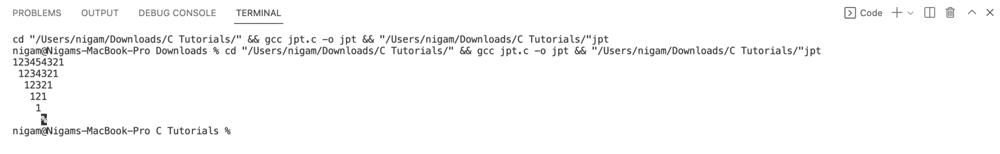 PROBLEMS OUTPUT DEBUG CONSOLE TERMINAL Code
cd "/Users/nigam/Downloads/C Tutorials/" && gcc jpt.c -o jpt && "/Users/nigam/Downloads/C Tutorials/"jpt
nigam@Nigams-MacBook-Pro Downloads % cd "/Users/nigam/Downloads/C Tutorials/" && gcc jpt.c -o jpt && "/Users/nigam/Downloads/C Tutorials/"jpt
123454321
 1234321
  12321
   121
    1
     %
nigam@Nigams-MacBook-Pro C Tutorials %